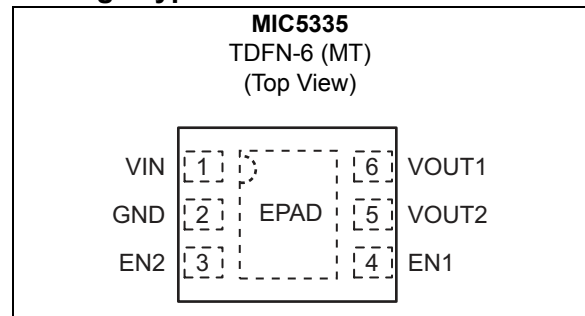 MIC5335
TDFN-6 (MT)
(Top View)
VIN 1 6 VOUT1
GND 2 EPAD 5 VOUT2
EN2 3 4 EN1